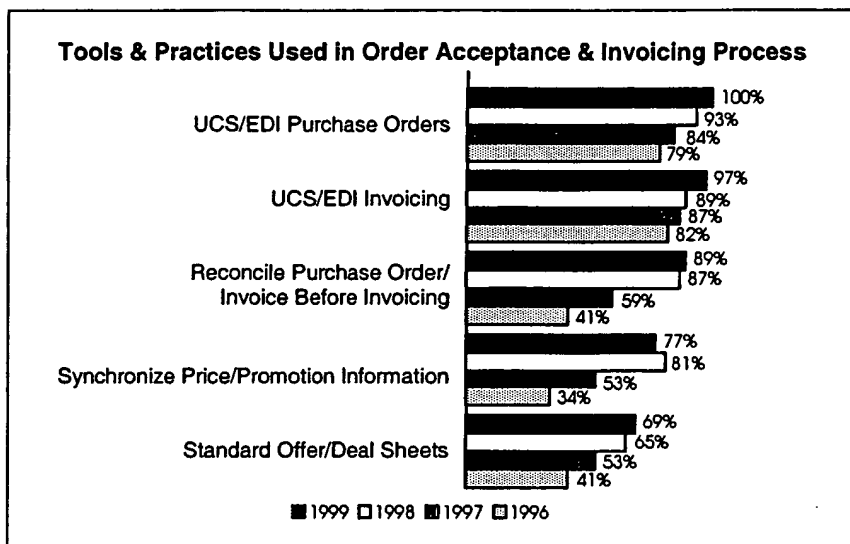 Tools & Practices Used in Order Acceptance & Invoicing Process
UCS/EDI Purchase Orders
100%
93%
84%
79%
UCS/EDI Invoicing
97%
89%
87%
82%
Reconcile Purchase Order/
Invoice Before Invoicing
89%
87%
59%
41%
Synchronize Price/Promotion Information
77%
81%
53%
34%
Standard Offer/Deal Sheets
69%
65%
53%
41%
1999 1998 1997 1996